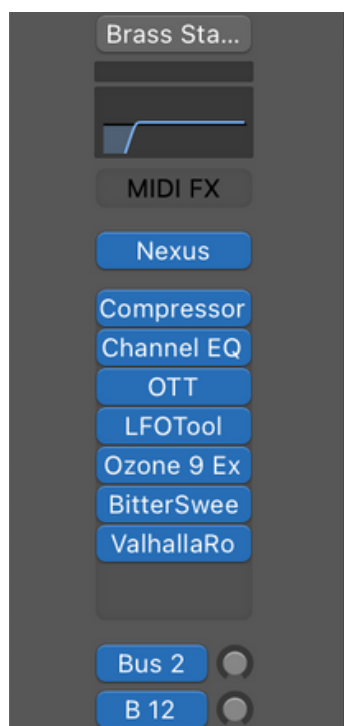 Brass Sta...
MIDI FX
Nexus
Compressor
Channel EQ
OTT
LFOTool
Ozone 9 Ex
BitterSwee
ValhallaRo
Bus 2
B 12